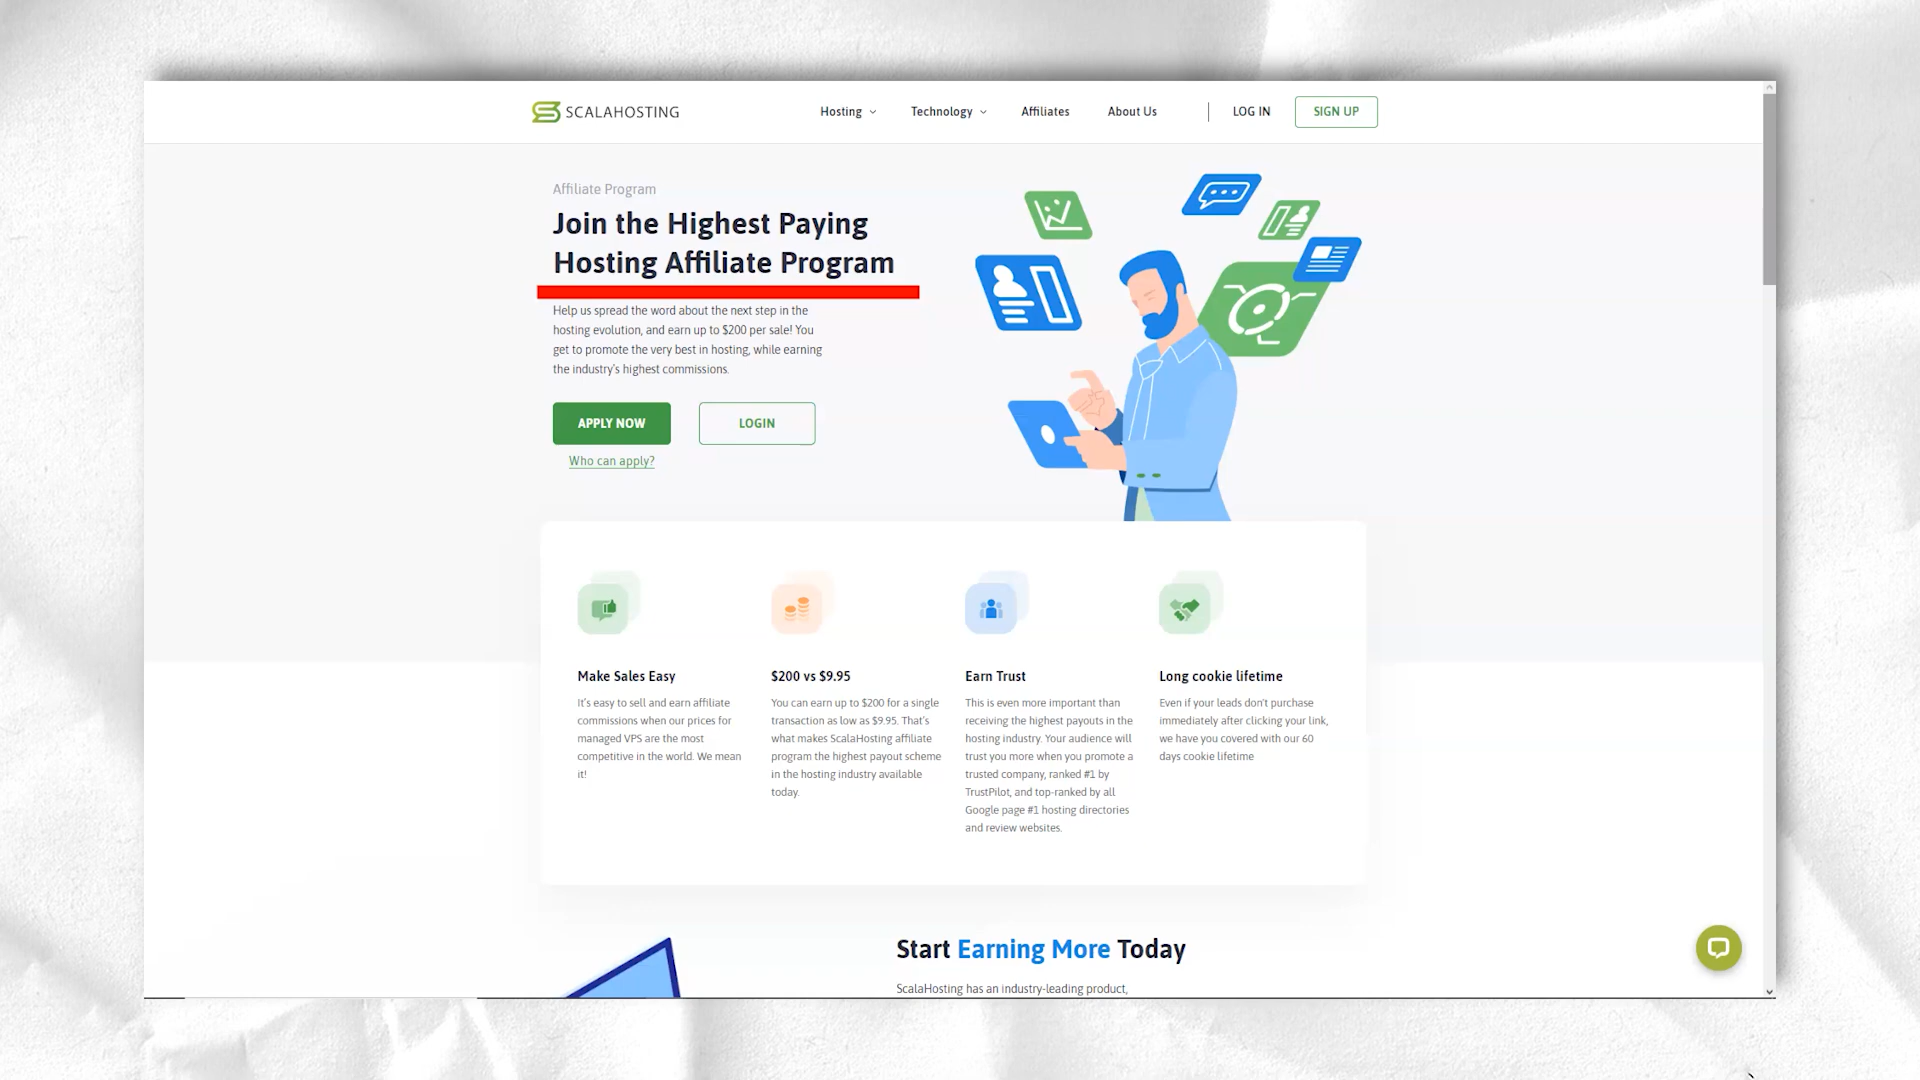 SCALAHOSTING
Hosting
Technology
Affiliates
About Us
LOG IN
SIGN UP
Affiliate Program
Join the Highest Paying
Hosting Affiliate Program
Help us spread the word about the next step in the
hosting evolution, and earn up to $200 per sale! You
get to promote the very best in hosting, while earning
the industry's highest commissions.
APPLY NOW
LOGIN
Who can apply?
Make Sales Easy
It's easy to sell and earn affiliate
commissions when our prices for
managed VPS are the most
competitive in the world. We mean
it!
$200 vs $9.95
You can earn up to $200 for a single
transaction as low as $9.95. That's
what makes ScalaHosting affiliate
program the highest payout scheme
in the hosting industry available
today.
Earn Trust
This is even more important than
receiving the highest payouts in the
hosting industry. Your audience will
trust you more when you promote a
trusted company, ranked #1 by
TrustPilot, and top-ranked by all
Google page #1 hosting directories
and review websites.
Long cookie lifetime
Even if your leads don't purchase
immediately after clicking your link,
we have you covered with our 60
days cookie lifetime
Start Earning More Today
ScalaHosting has an industry-leading product,